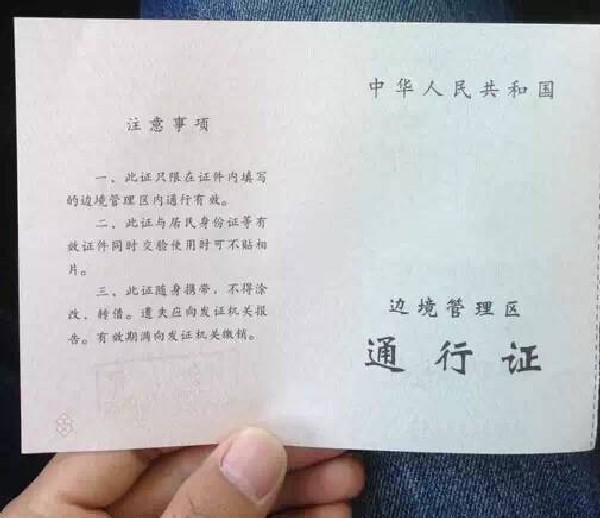 注意事项
一、此证只限在证件内填写
的边境管理区内通行有效。
二、此证与居民身份证等有
效证件同时交验使用时可不贴相
片。
三、此证随身携带，不得涂
改、转借。遗失应向发证机关报
告。有效期满向发证机关缴销。
中华人民共和国
边境管理区
通行证